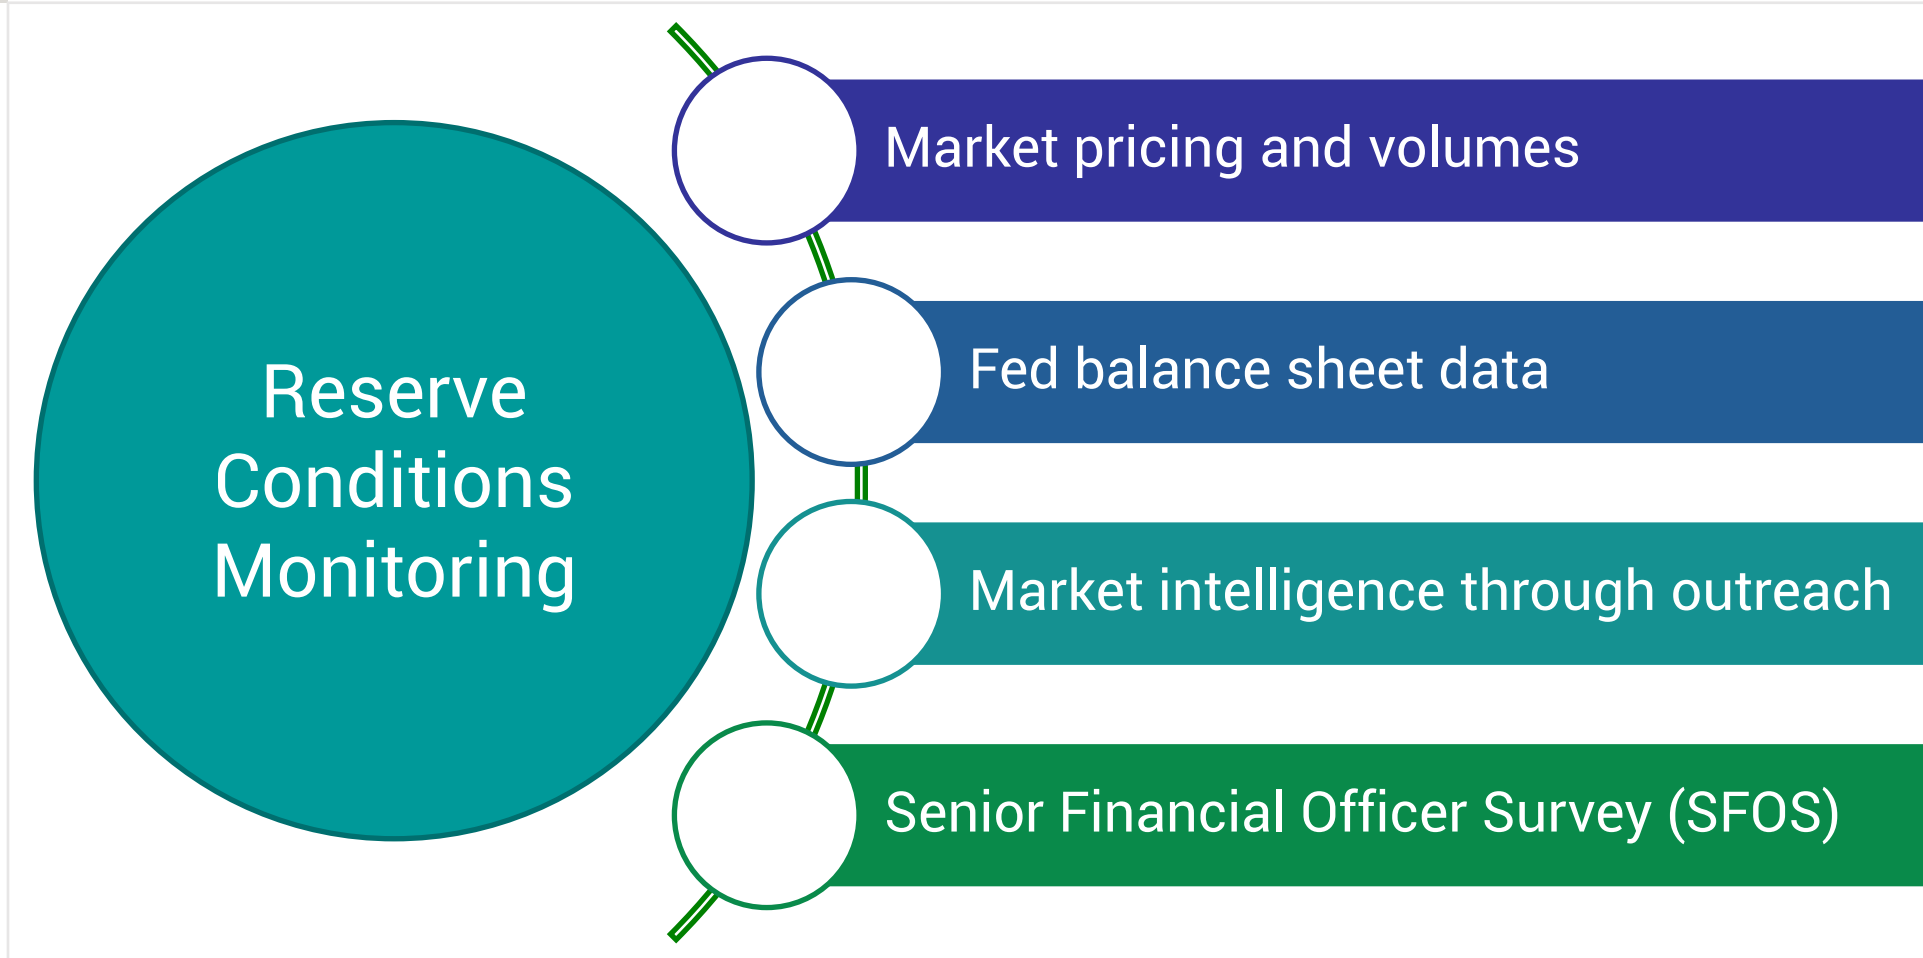 Reserve
Conditions
Monitoring
Market pricing and volumes
Fed balance sheet data
Market intelligence through outreach
Senior Financial Officer Survey (SFOS)